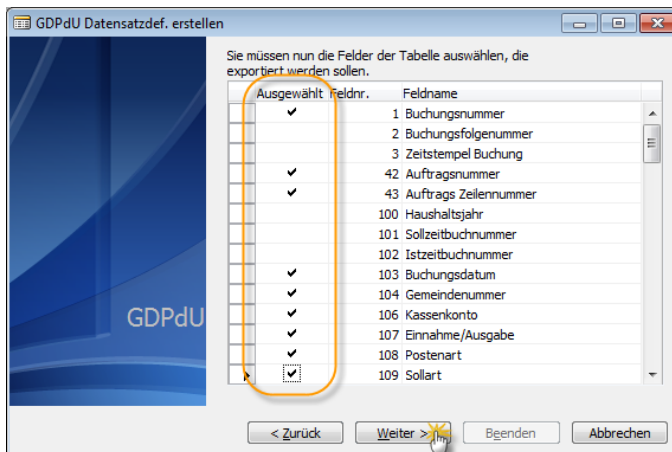 GDPdU Datensatzdef. erstellen
Sie müssen nun die Felder der Tabelle auswählen, die
exportiert werden sollen.
Ausgewählt Feldnr. Feldname
1 Buchungsnummer
2 Buchungsfolgenummer
3 Zeitstempel Buchung
42 Auftragsnummer
43 Auftrags Zeilennummer
100 Haushaltsjahr
101 Sollzeitbuchnummer
102 Istzeitbuchnummer
103 Buchungsdatum
104 Gemeindenummer
106 Kassenkonto
107 Einnahme/Ausgabe
108 Postenart
109 Sollart
GDPdU
< Zurück Weiter > Beenden Abbrechen